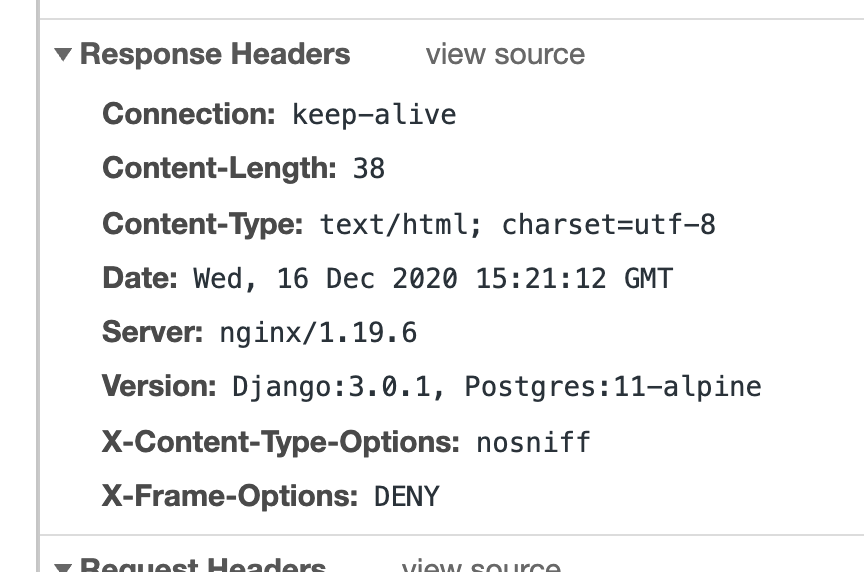 Response Headers view source
Connection: keep-alive
Content-Length: 38
Content-Type: text/html; charset=utf-8
Date: Wed, 16 Dec 2020 15:21:12 GMT
Server: nginx/1.19.6
Version: Django:3.0.1, Postgres:11-alpine
X-Content-Type-Options: nosniff
X-Frame-Options: DENY
Request Headers view source